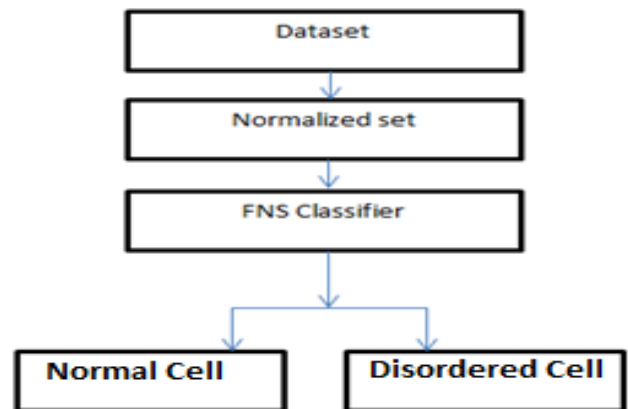 Dataset
Normalized set
FNS Classifier
Normal Cell
Disordered Cell